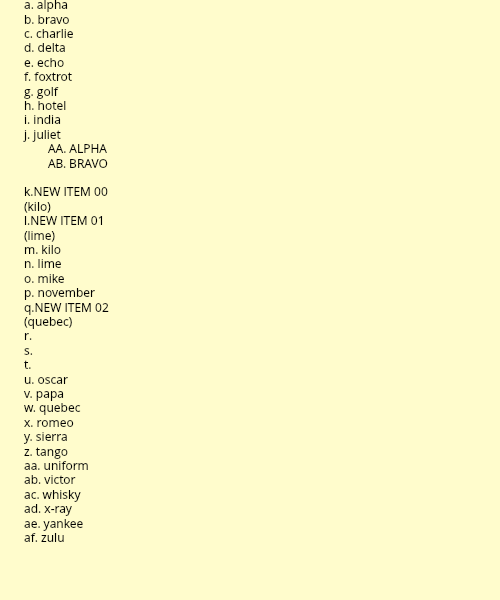 a. alpha
b. bravo
c. charlie
d. delta
e. echo
f. foxtrot
g. golf
h. hotel
i. india
j. juliet
AA. ALPHA
AB. BRAVO
k.NEW ITEM 00
(kilo)
l.NEW ITEM 01
(lime)
m. kilo
n. lime
o. mike
p. november
q.NEW ITEM 02
(quebec)
r.
s.
t.
u. oscar
v. papa
w. quebec
x. romeo
y. sierra
z. tango
aa. uniform
ab. victor
ac. whisky
ad. x-ray
ae. yankee
af. zulu